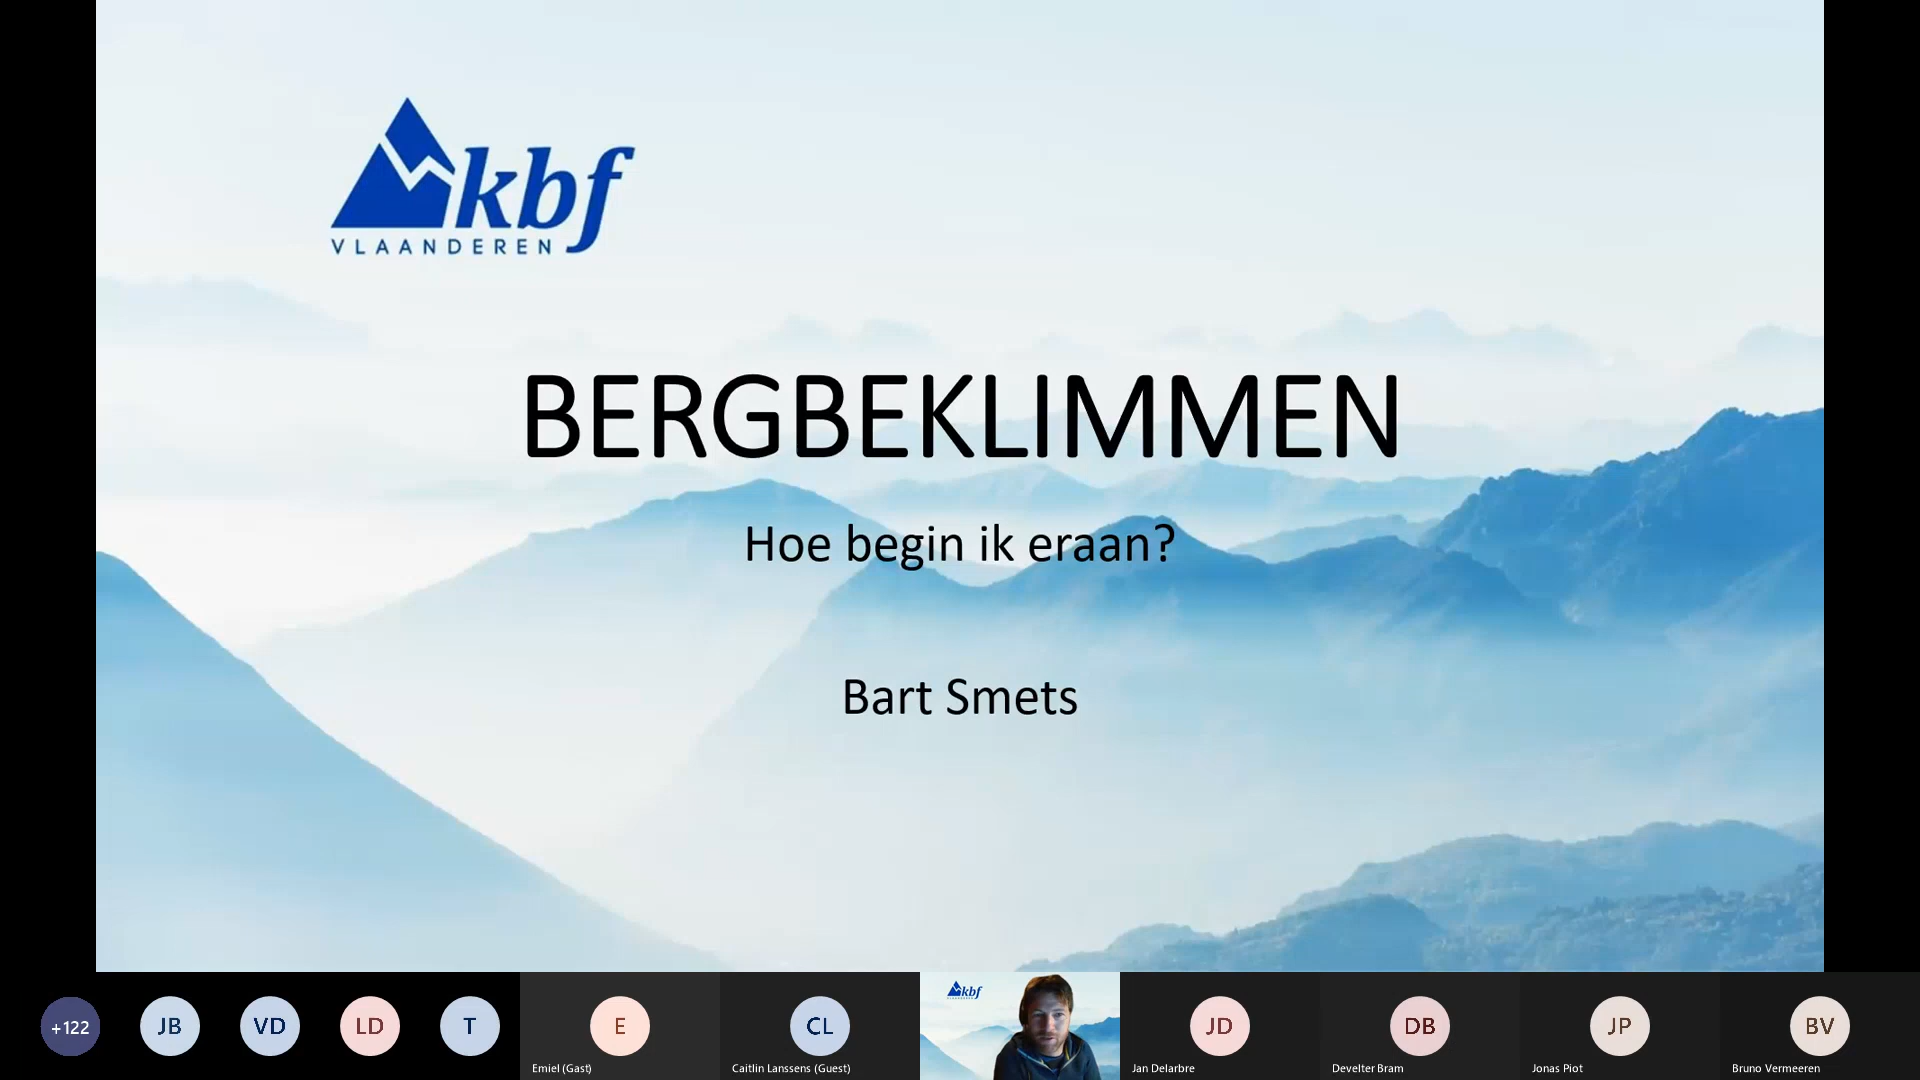 kbf
VLAANDEREN
BERGBEKLIMMEN
Hoe begin ik eraan?
Bart Smets
+122
JB
VD
LD
T
E
Emiel (Gast)
CL
Caitlin Lanssens (Guest)
kbf
JD
Jan Delarbre
DB
Develter Bram
JP
Jonas Piot
BV
Bruno Vermeeren